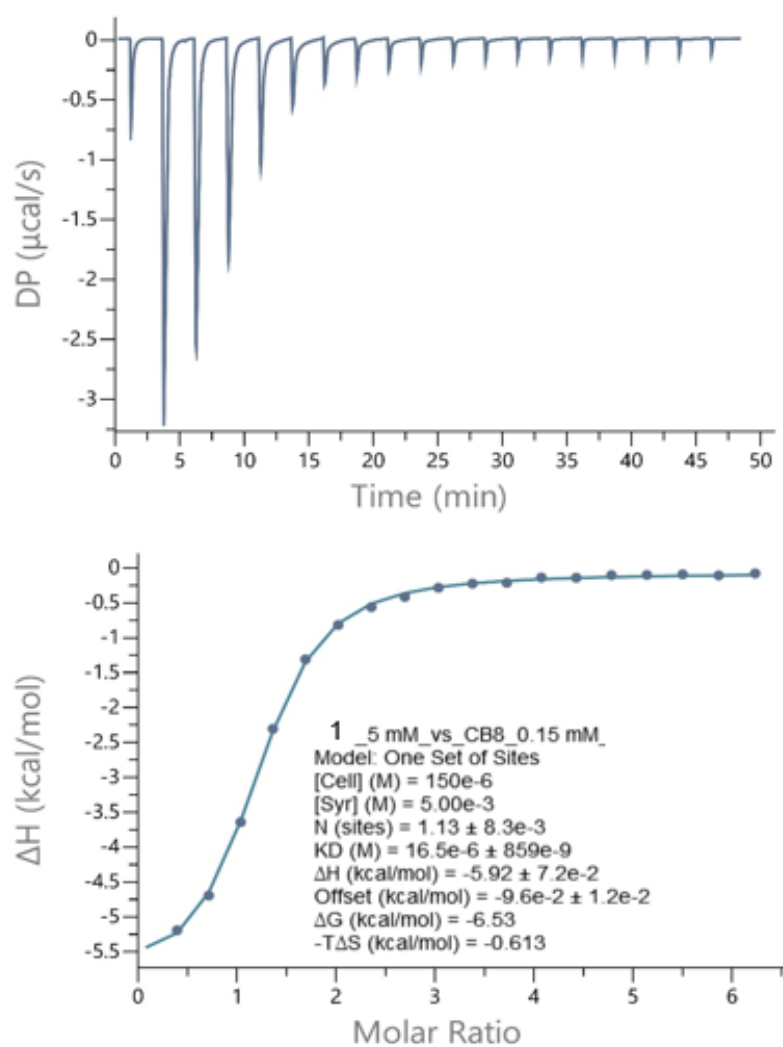 0
-0.5
-1
-1.5
-2
-2.5
-3
DP (µcal/s)
0 5 10 15 20 25 30 35 40 45 50
Time (min)
0
-0.5
-1
-1.5
-2
-2.5
-3
-3.5
-4
-4.5
-5
-5.5
ΔH (kcal/mol)
1 _5 mM_vs_CB8_0.15 mM_
Model: One Set of Sites
[Cell] (M) = 150e-6
[Syr] (M) = 5.00e-3
N (sites) = 1.13 ± 8.3e-3
KD (M) = 16.5e-6 ± 859e-9
ΔH (kcal/mol) = -5.92 ± 7.2e-2
Offset (kcal/mol) = -9.6e-2 ± 1.2e-2
ΔG (kcal/mol) = -6.53
-TΔS (kcal/mol) = -0.613
0 1 2 3 4 5 6
Molar Ratio